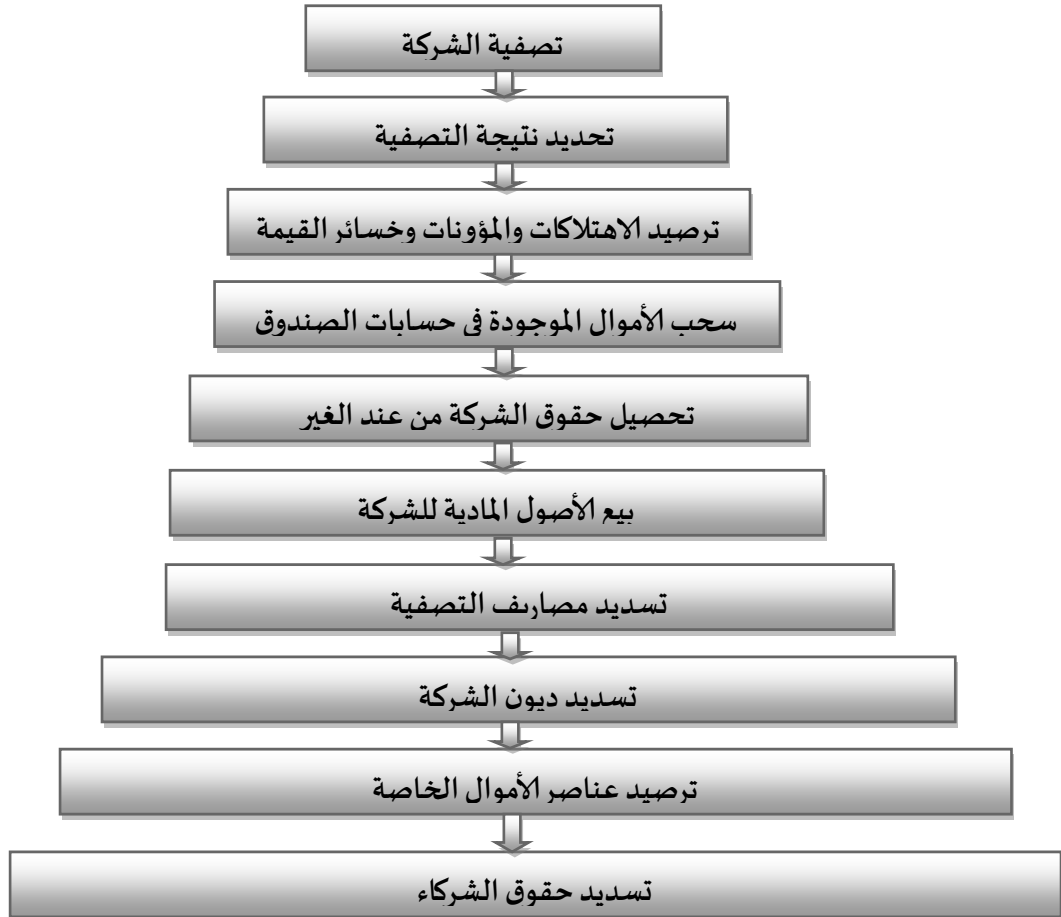 تصفية الشركة
تحديد نتيجة التصفية
ترصيد الاهتلاكات والمؤونات وخسائر القيمة
سحب الأموال الموجودة في حسابات الصندوق
تحصيل حقوق الشركة من عند الغير
بيع الأصول المادية للشركة
تسديد مصاريف التصفية
تسديد ديون الشركة
ترصيد عناصر الأموال الخاصة
تسديد حقوق الشركاء